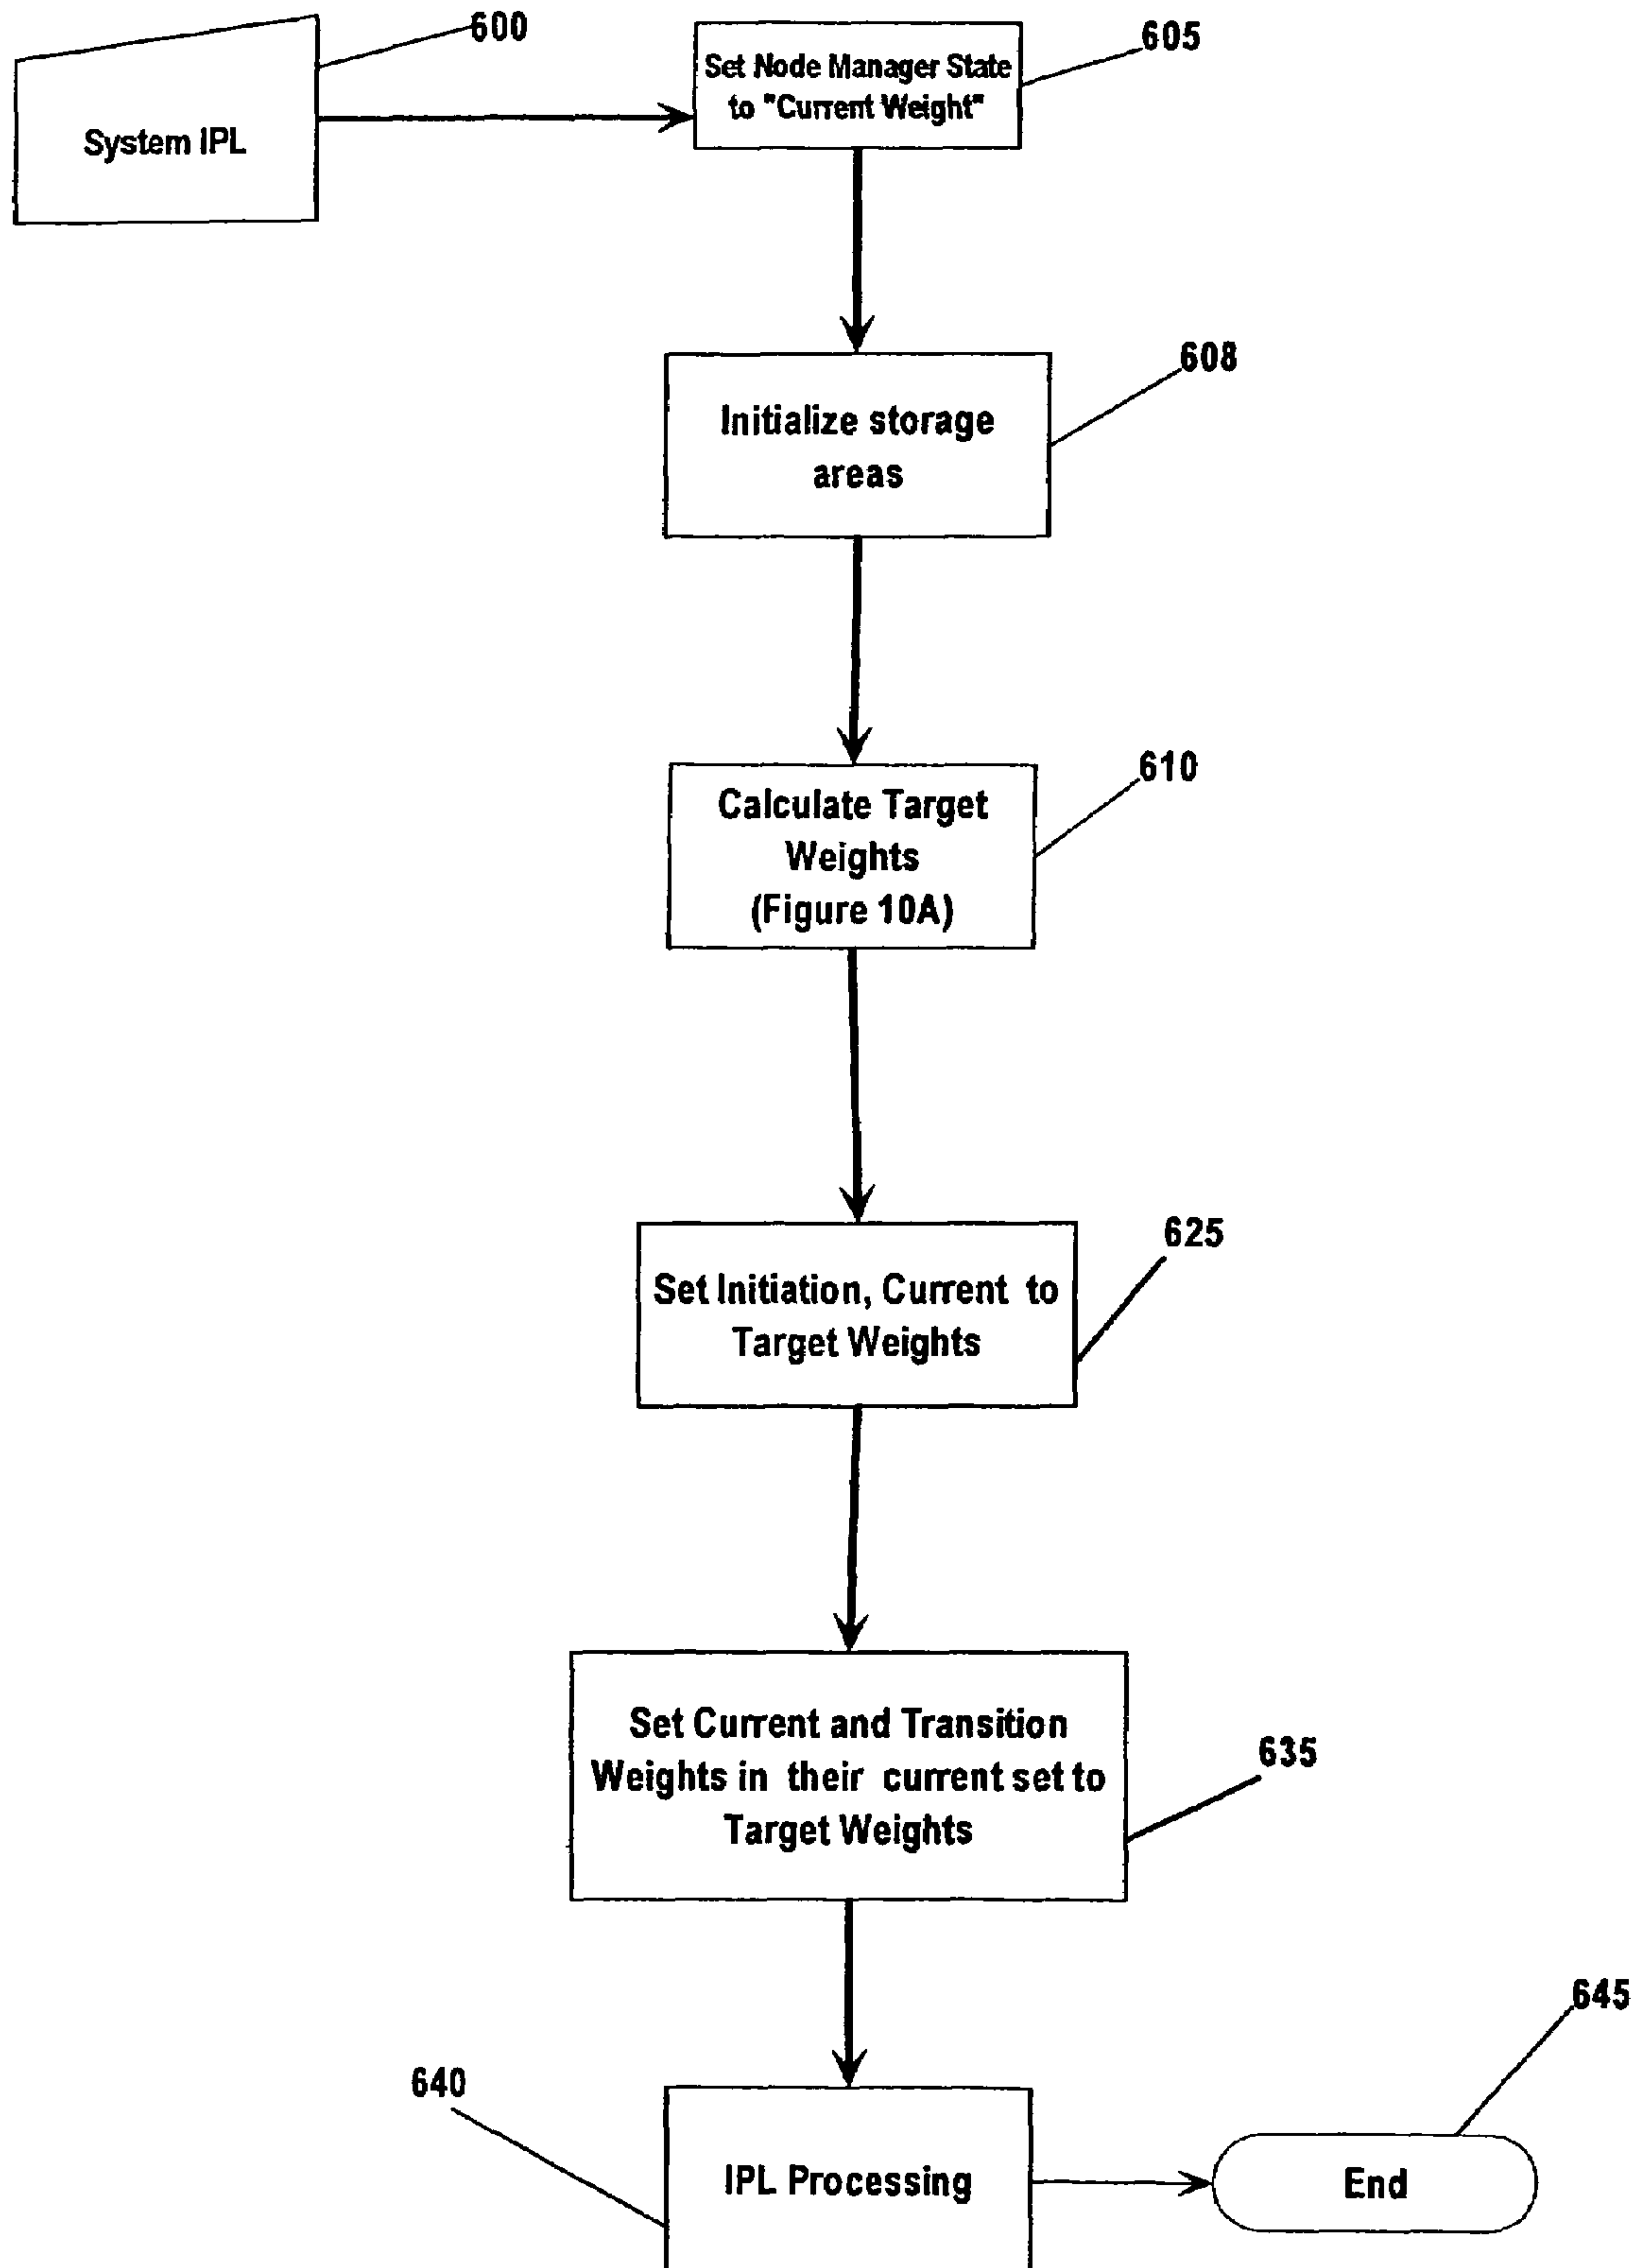 600
System IPL
605
Set Node Manager State
to "Current Weight"
608
Initialize storage
areas
610
Calculate Target
Weights
(Figure 10A)
625
Set Initiation, Current to
Target Weights
635
Set Current and Transition
Weights in their current set to
Target Weights
640
IPL Processing
645
End